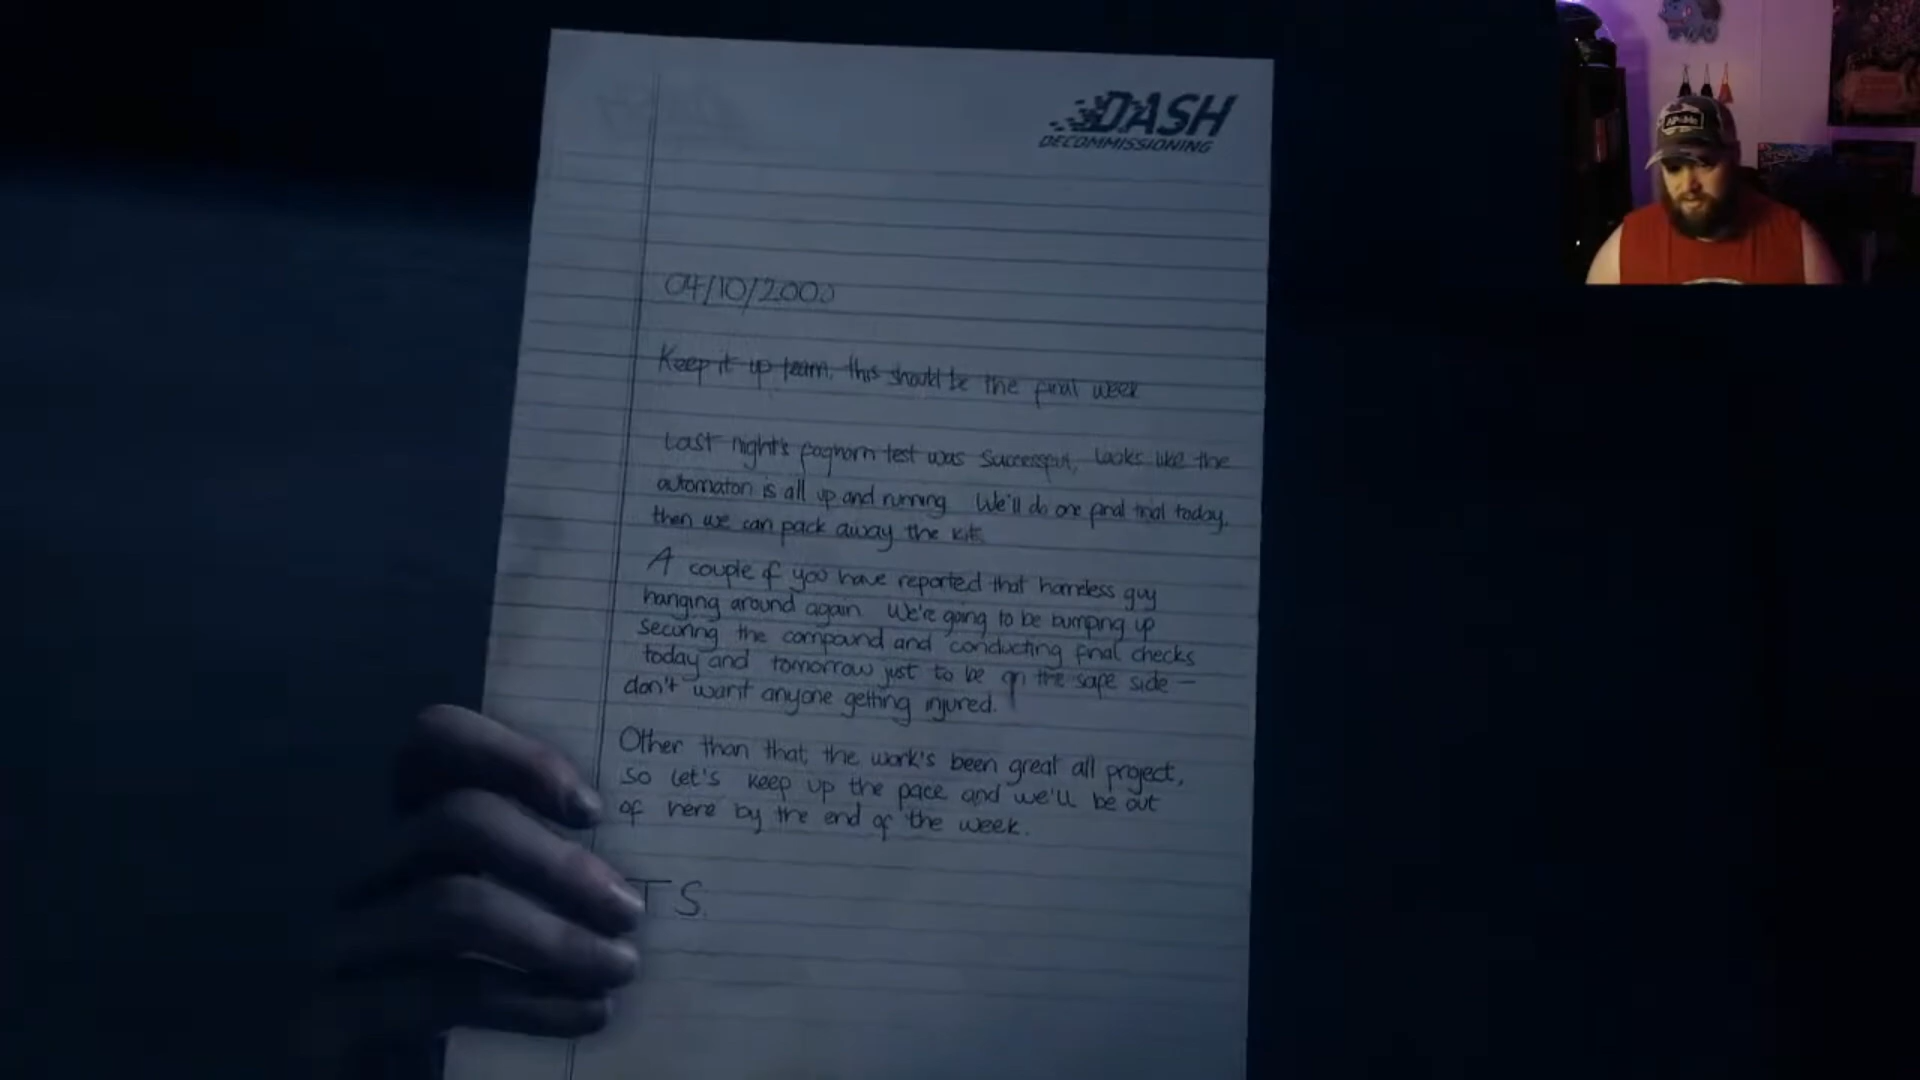 DASH
DECOMMISSIONING
04/10/2000
Keep it up team, this should be the final week
Last night's foghorn test was successful, looks like the
automaton is all up and running. We'll do one final trial today,
then we can pack away the kit.
A couple of you have reported that homeless guy
hanging around again. We're going to be bumping up
securing the compound and conducting final checks
today and tomorrow just to be on the safe side -
don't want anyone getting injured.
Other than that, the work's been great all project,
so let's keep up the pace and we'll be out
of here by the end of the week.
T S.